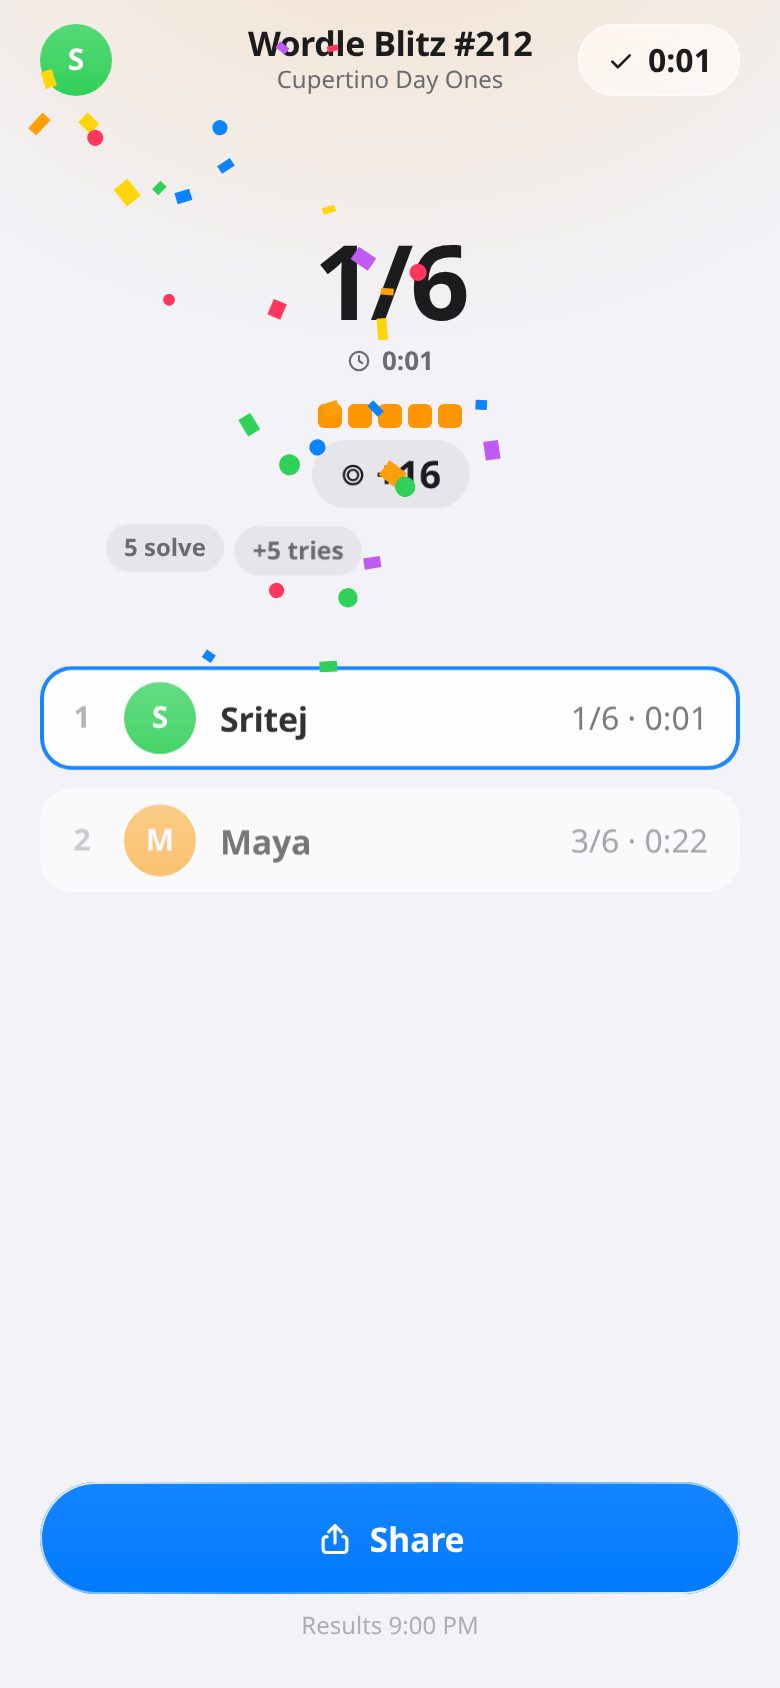 S
Wordle Blitz #212
Cupertino Day Ones
0:01
1/6
0:01
+16
5 solve
+5 tries
1 S Sritej 1/6 · 0:01
2 M Maya 3/6 · 0:22
Share
Results 9:00 PM